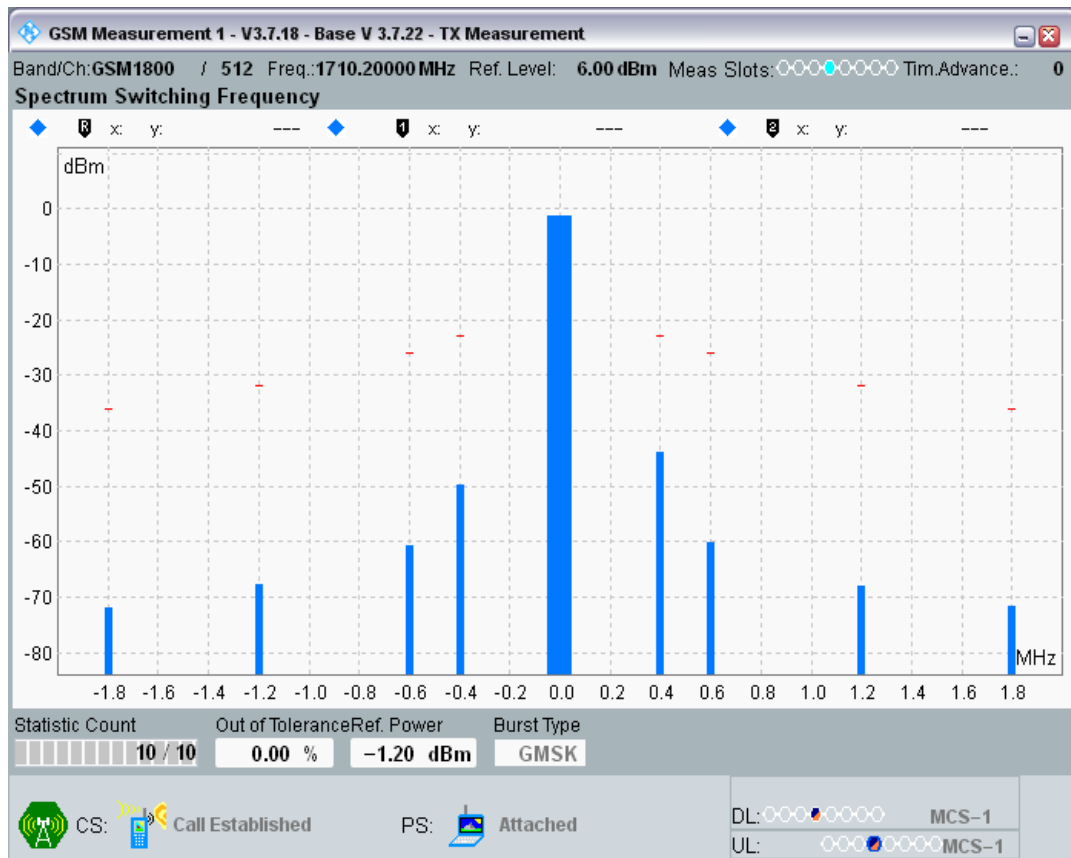 GSM Measurement 1 - V3.7.18 - Base V 3.7.22 - TX Measurement
Band/Ch:GSM1800 / 512 Freq.:1710.20000 MHz Ref. Level: 6.00 dBm Meas Slots: Tim.Advance.: 0
Spectrum Switching Frequency
R x: y: --- 1 x: y: --- 2 x: y: ---
dBm
0
-10
-20
-30
-40
-50
-60
-70
-80
MHz
-1.8 -1.6 -1.4 -1.2 -1.0 -0.8 -0.6 -0.4 -0.2 0.0 0.2 0.4 0.6 0.8 1.0 1.2 1.4 1.6 1.8
Statistic Count Out of Tolerance Ref. Power Burst Type
10 / 10 0.00 % −1.20 dBm GMSK
CS: Call Established PS: Attached
DL: MCS−1
UL: MCS−1